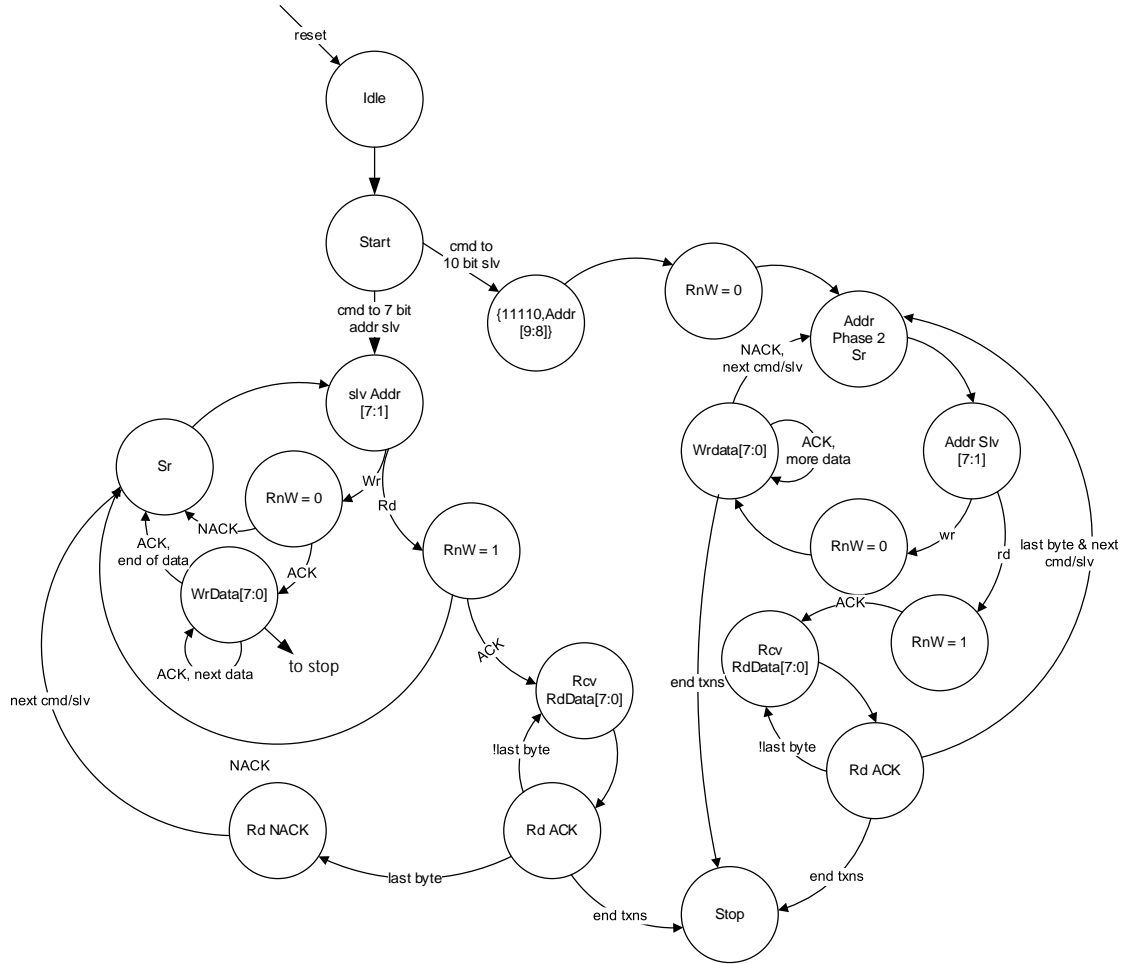 reset
Idle
Start
cmd to
10 bit slv
cmd to 7 bit
addr slv
{11110,Addr
[9:8]}
RnW = 0
Addr
Phase 2
Sr
NACK,
next cmd/slv
slv Addr
[7:1]
Wrdata[7:0]
ACK,
more data
Addr Slv
[7:1]
Sr
RnW = 0
Wr
Rd
NACK
ACK,
end of data
ACK
WrData[7:0]
ACK, next data
to stop
RnW = 1
RnW = 0
wr
rd
last byte & next
cmd/slv
ACK
RnW = 1
ACK
Rcv
RdData[7:0]
Rcv
RdData[7:0]
end txns
next cmd/slv
!last byte
!last byte
NACK
Rd ACK
Rd NACK
Rd ACK
last byte
end txns
end txns
Stop